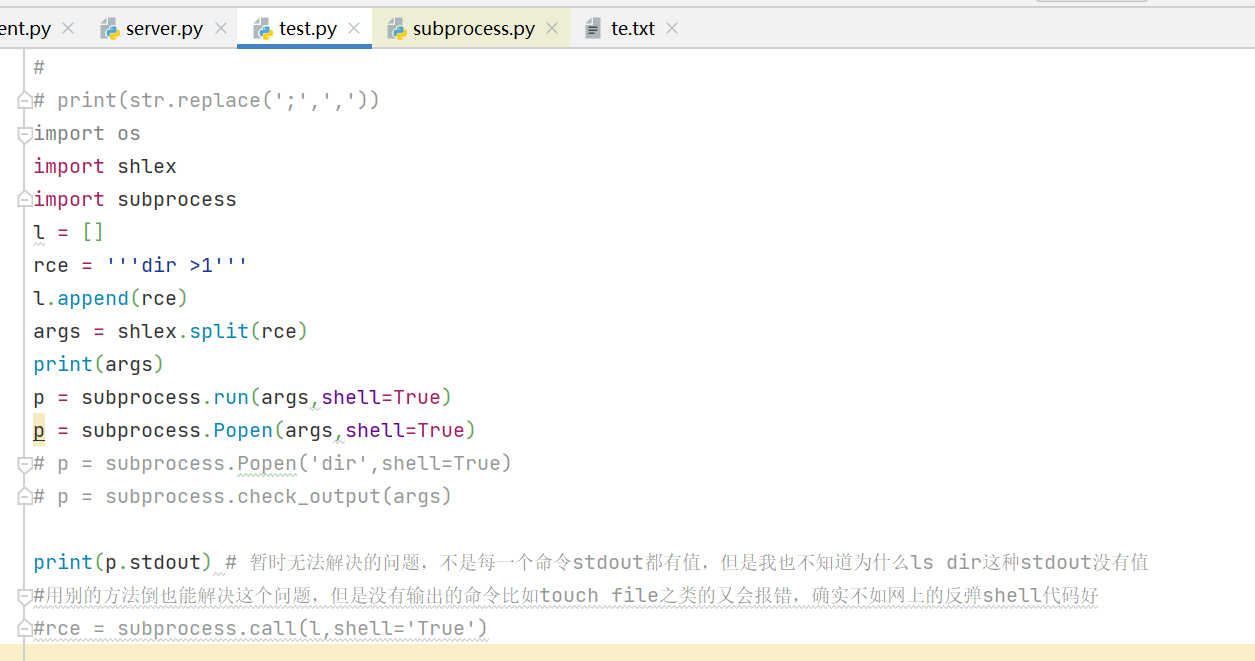 ent.py server.py test.py subprocess.py te.txt
#
# print(str.replace(';',','))
import os
import shlex
import subprocess
l = []
rce = '''dir >1'''
l.append(rce)
args = shlex.split(rce)
print(args)
p = subprocess.run(args,shell=True)
p = subprocess.Popen(args,shell=True)
# p = subprocess.Popen('dir',shell=True)
# p = subprocess.check_output(args)
print(p.stdout) # 暂时无法解决的问题，不是每一个命令stdout都有值，但是我也不知道为什么ls dir这种stdout没有值
#用别的方法倒也能解决这个问题，但是没有输出的命令比如touch file之类的又会报错，确实不如网上的反弹shell代码好
#rce = subprocess.call(l,shell='True')